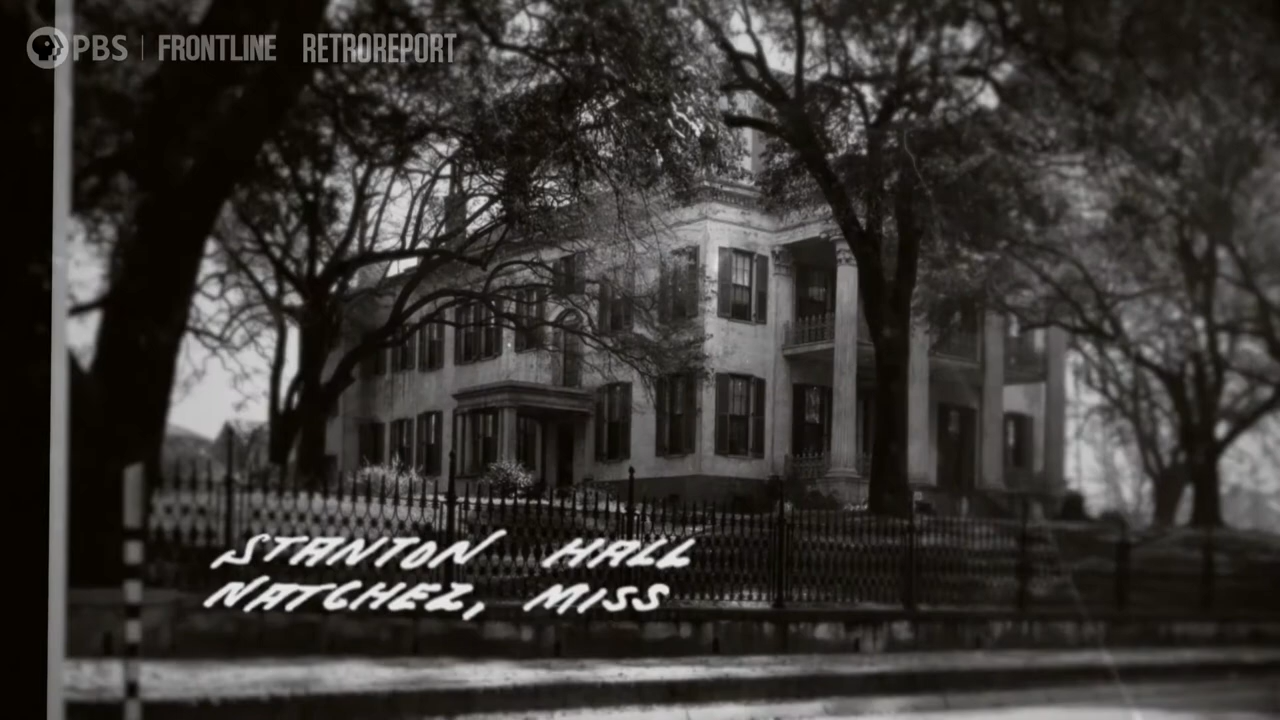 PBS | FRONTLINE RETROREPORT
STANTON HALL
NATCHEZ, MISS